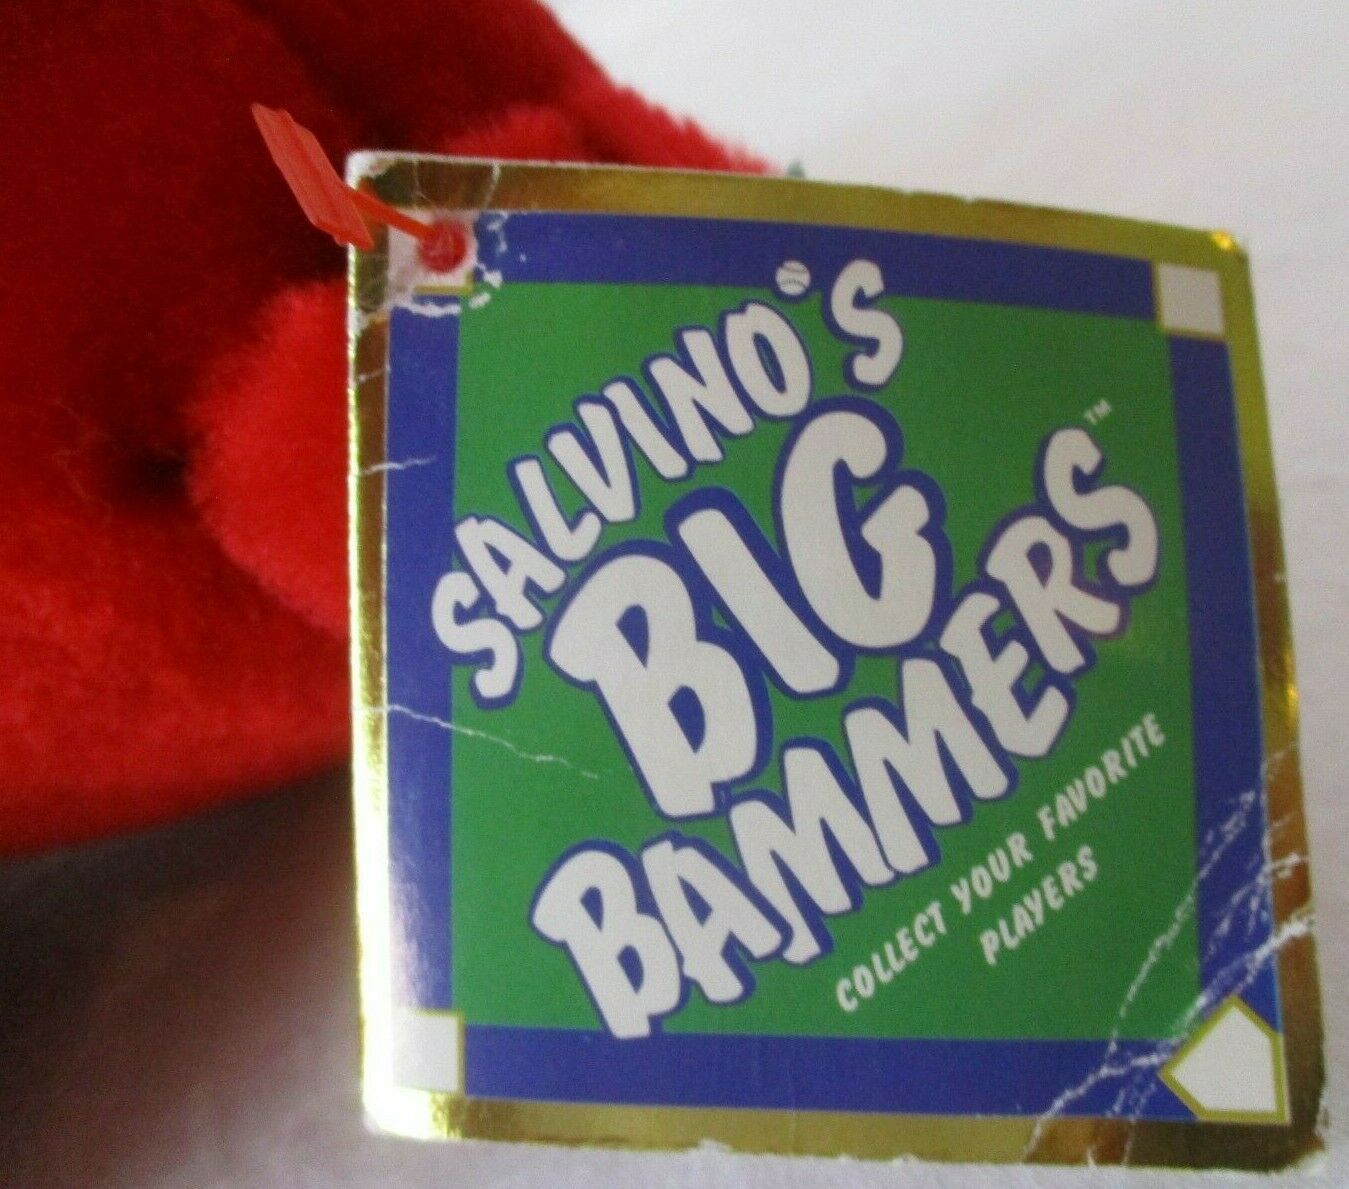 SALVINO'S
BIG
BAMMERS™
COLLECT YOUR FAVORITE
PLAYERS